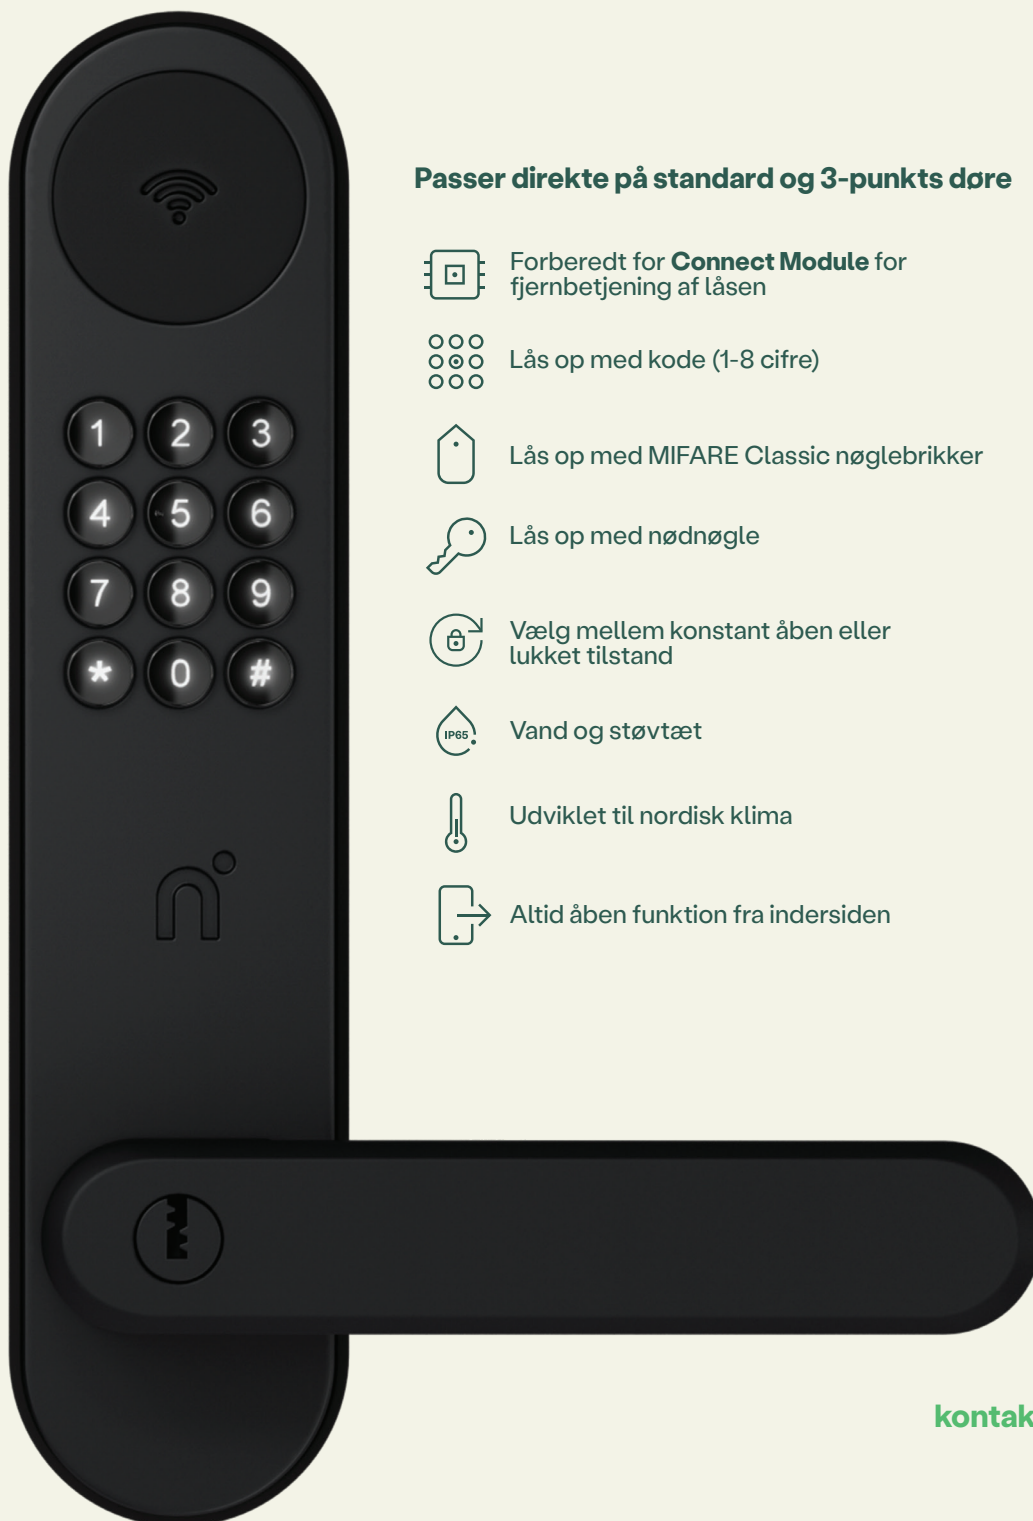 Passer direkte på standard og 3-punkts døre
Forberedt for Connect Module for
fjernbetjening af låsen
Lås op med kode (1-8 cifre)
Lås op med MIFARE Classic nøglebrikker
Lås op med nødnøgle
Vælg mellem konstant åben eller
lukket tilstand
IP65
Vand og støvtæt
Udviklet til nordisk klima
Altid åben funktion fra indersiden
1 2 3
4 5 6
7 8 9
* 0 #
n
kontak